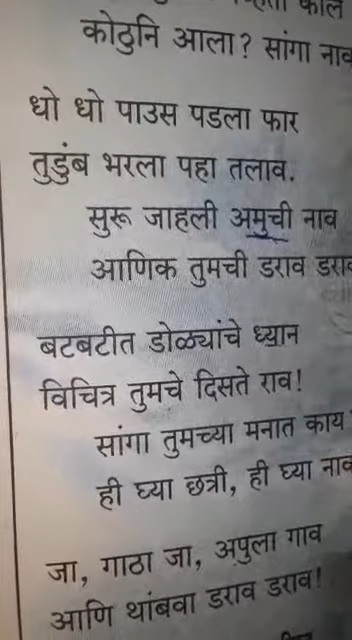 कोठुनि आला? सांगा नाव
धो धो पाउस पडला फार
तुडुंब भरला पहा तलाव.
सुरू जाहली अमुची नाव
आणिक तुमची डराव
बटबटीत डोळ्यांचे ध्यान
विचित्र तुमचे दिसते राव!
सांगा तुमच्या मनात काय
ही घ्या छत्री, ही घ्या नाव
जा, गाठा जा, अपुला गाव
आणि थांबवा डराव डराव!